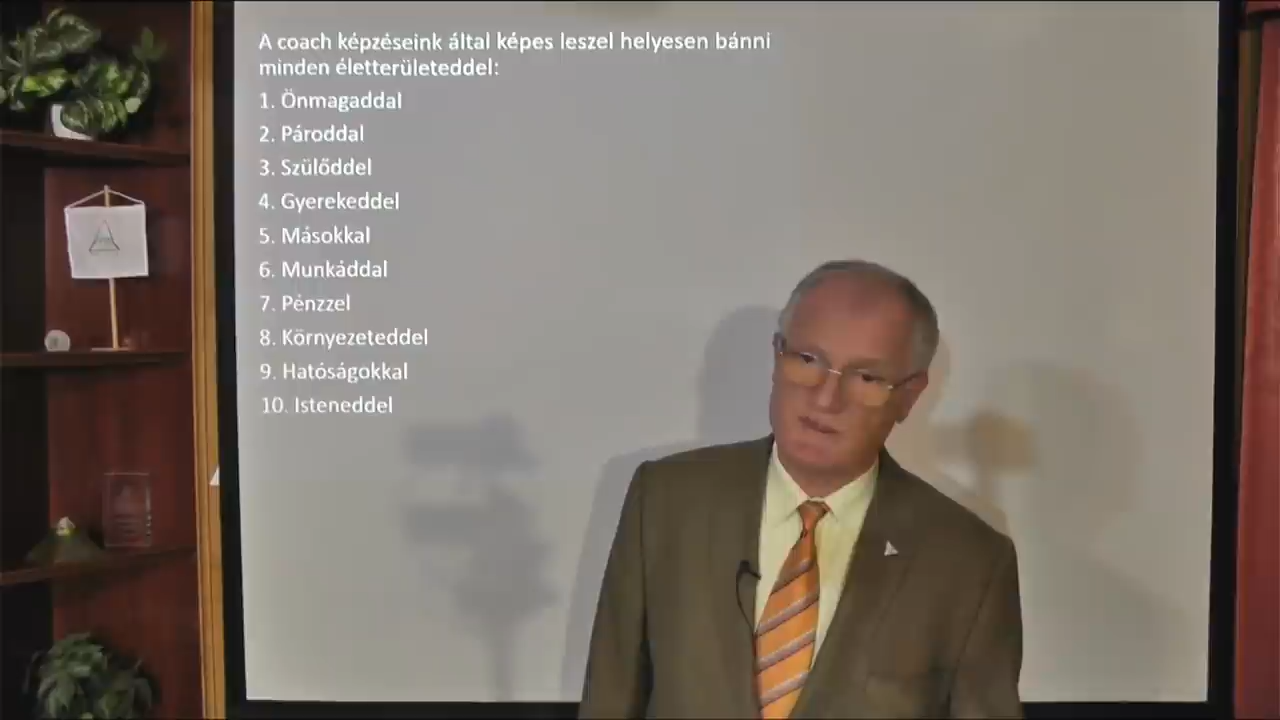 A coach képzéseink által képes leszel helyesen bánni
minden életterületeddel:
1. Önmagaddal
2. Pároddal
3. Szülőddel
4. Gyerekeddel
5. Másokkal
6. Munkáddal
7. Pénzzel
8. Környezeteddel
9. Hatóságokkal
10. Isteneddel